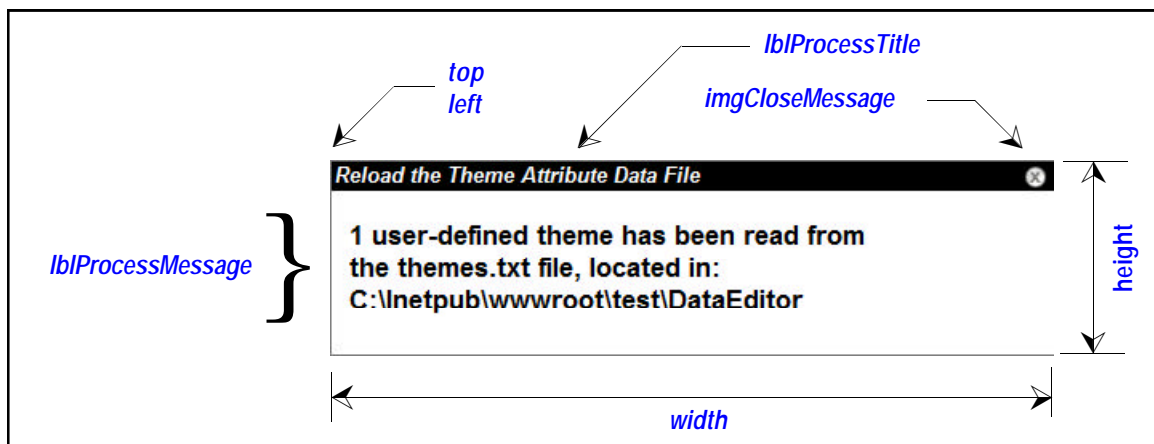 lblProcessTitle
top
left
imgCloseMessage
Reload the Theme Attribute Data File
lblProcessMessage
1 user-defined theme has been read from
the themes.txt file, located in:
C:\Inetpub\wwwroot\test\DataEditor
height
width